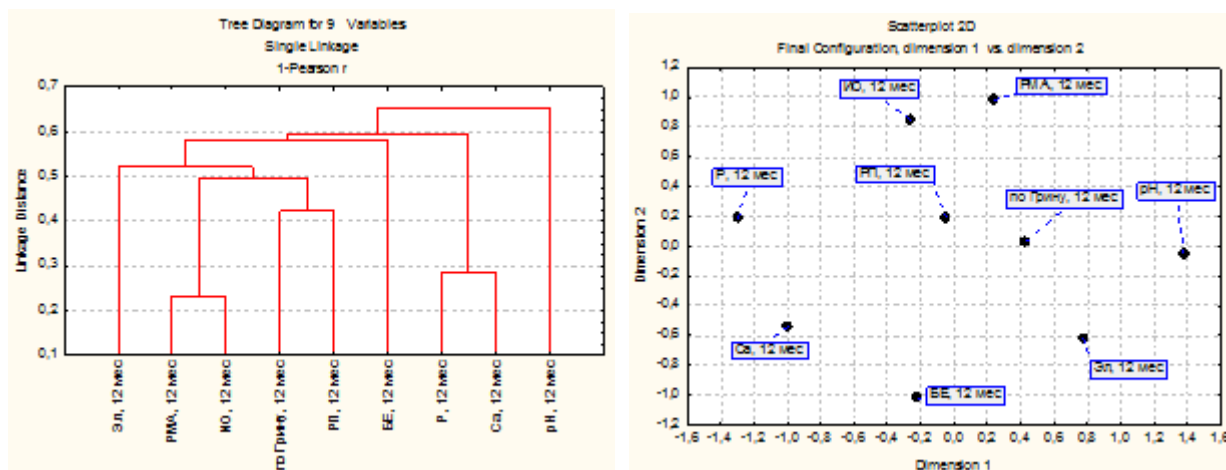 Tree Diagram for 9 Variables
Single Linkage
1-Pearson r
0,7
0,6
0,5
0,4
0,3
0,2
0,1
Linkage Distance
Эл, 12 мес
РМА, 12 мес
ИО, 12 мес
по Грину, 12 мес
РП, 12 мес
БЕ, 12 мес
Р, 12 мес
Са, 12 мес
рН, 12 мес
Scatterplot 2D
Final Configuration, dimension 1 vs. dimension 2
1,2
1,0
0,8
0,6
0,4
0,2
0,0
-0,2
-0,4
-0,6
-0,8
-1,0
-1,2
Dimension 2
ИО, 12 мес
РМА, 12 мес
Р, 12 мес
РП, 12 мес
по Грину, 12 мес
рН, 12 мес
Са, 12 мес
Эл, 12 мес
БЕ, 12 мес
-1,6 -1,4 -1,2 -1,0 -0,8 -0,6 -0,4 -0,2 0,0 0,2 0,4 0,6 0,8 1,0 1,2 1,4 1,6
Dimension 1